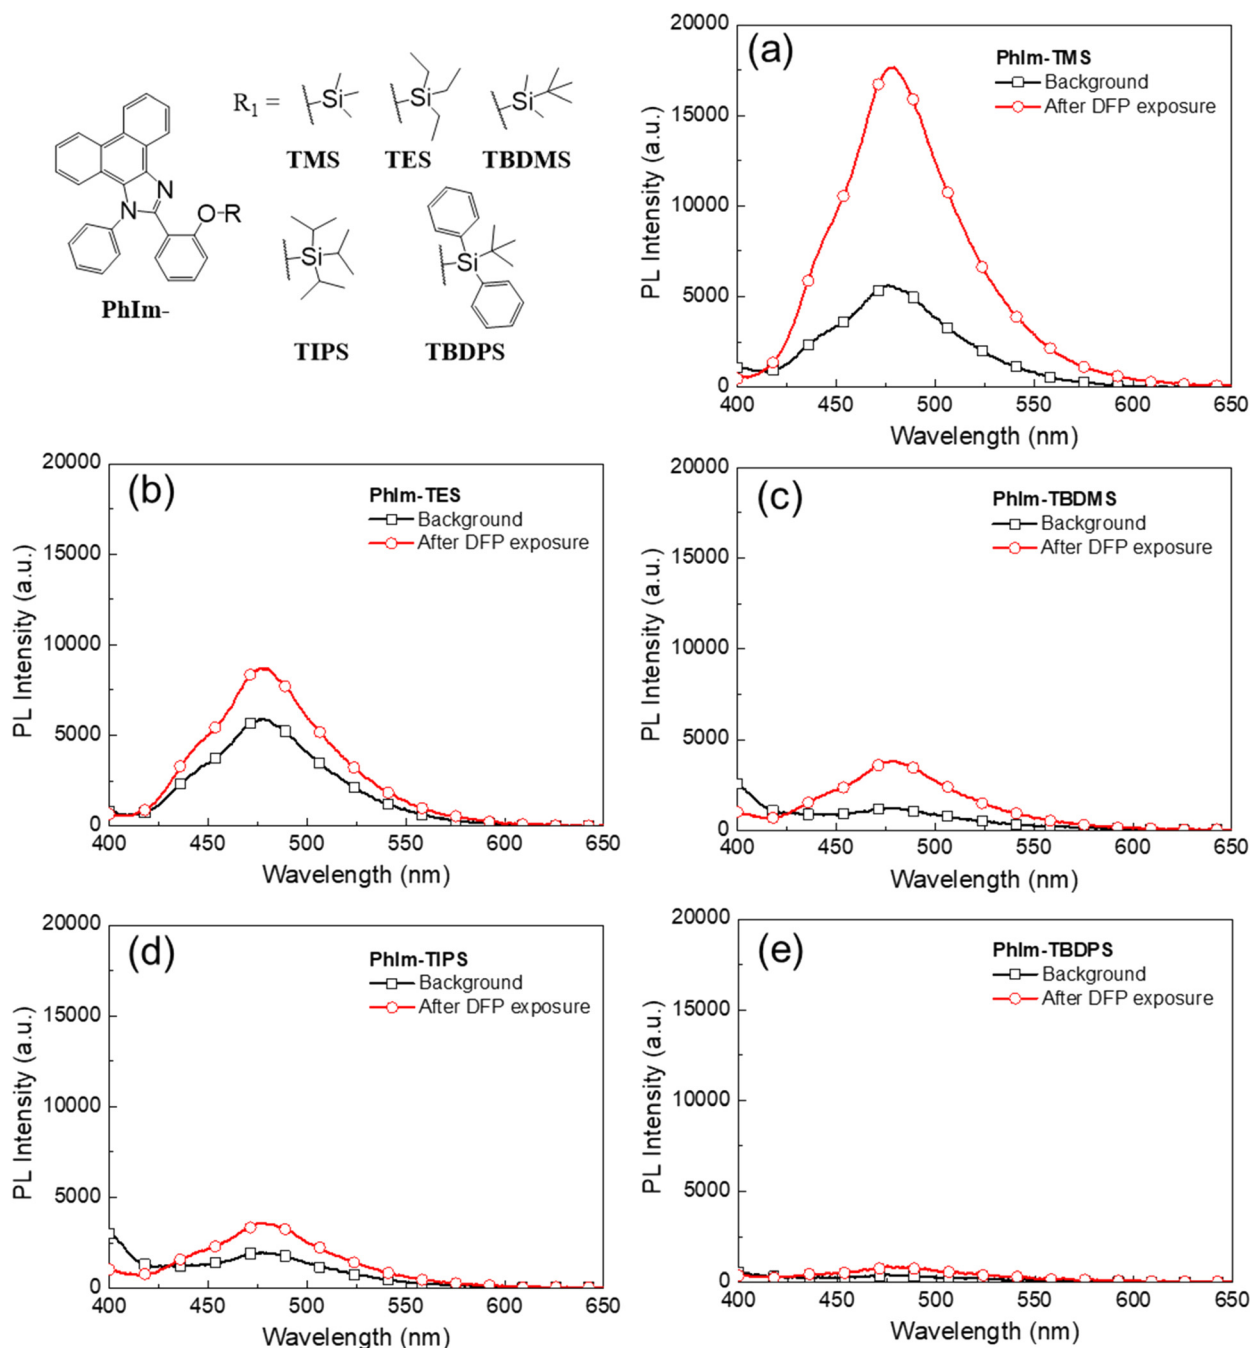 R1 =
Si
Si
Si
TMS
TES
TBDMS
N
N
O-R
PhIm-
Si
Si
TIPS
TBDPS
(a)
PhIm-TMS
Background
After DFP exposure
PL Intensity (a.u.)
20000
15000
10000
5000
0
400 450 500 550 600 650
Wavelength (nm)
(b)
PhIm-TES
Background
After DFP exposure
PL Intensity (a.u.)
20000
15000
10000
5000
0
400 450 500 550 600 650
Wavelength (nm)
(c)
PhIm-TBDMS
Background
After DFP exposure
PL Intensity (a.u.)
20000
15000
10000
5000
0
400 450 500 550 600 650
Wavelength (nm)
(d)
PhIm-TIPS
Background
After DFP exposure
PL Intensity (a.u.)
20000
15000
10000
5000
0
400 450 500 550 600 650
Wavelength (nm)
(e)
PhIm-TBDPS
Background
After DFP exposure
PL Intensity (a.u.)
20000
15000
10000
5000
0
400 450 500 550 600 650
Wavelength (nm)